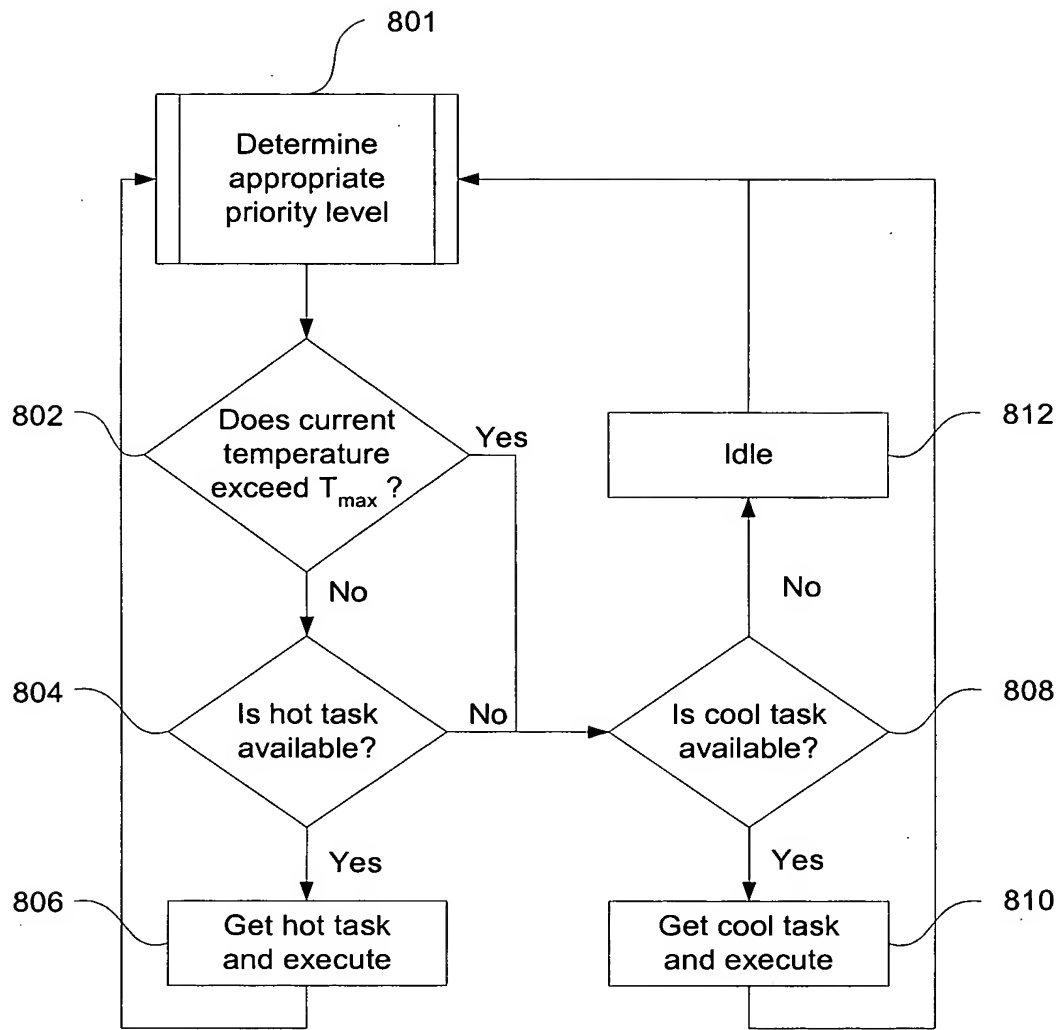 801
Determine
appropriate
priority level
802
Does current
temperature
exceed Tmax ?
Yes
No
812
Idle
No
804
Is hot task
available?
No
808
Is cool task
available?
Yes
Yes
806
Get hot task
and execute
810
Get cool task
and execute